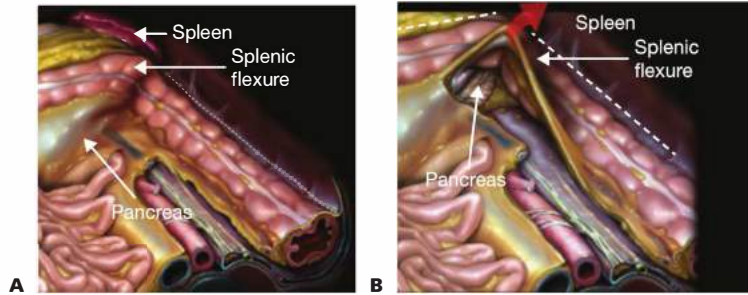 Spleen
Splenic
flexure
Pancreas
A
Spleen
Splenic
flexure
Pancreas
B